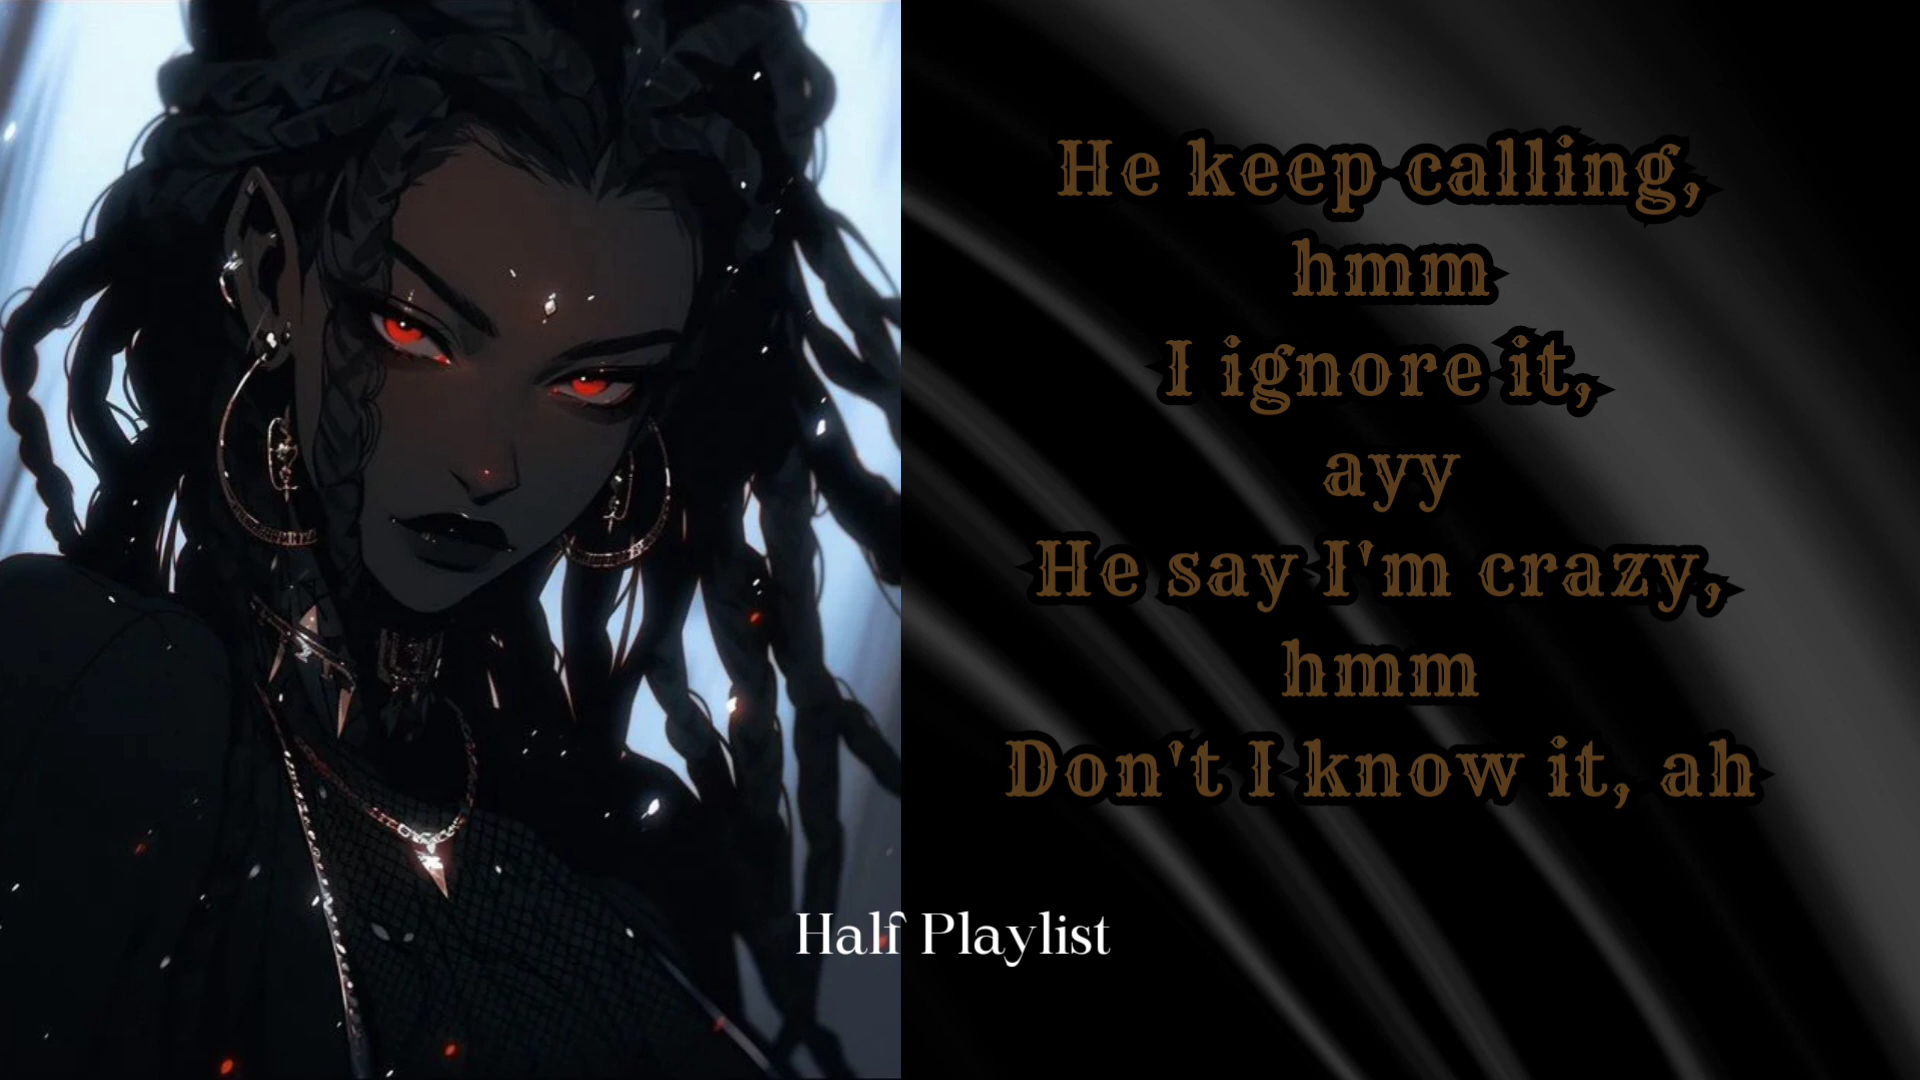 He keep calling,
hmm
I ignore it,
ayy
He say I'm crazy,
hmm
Don't I know it, ah
Half Playlist